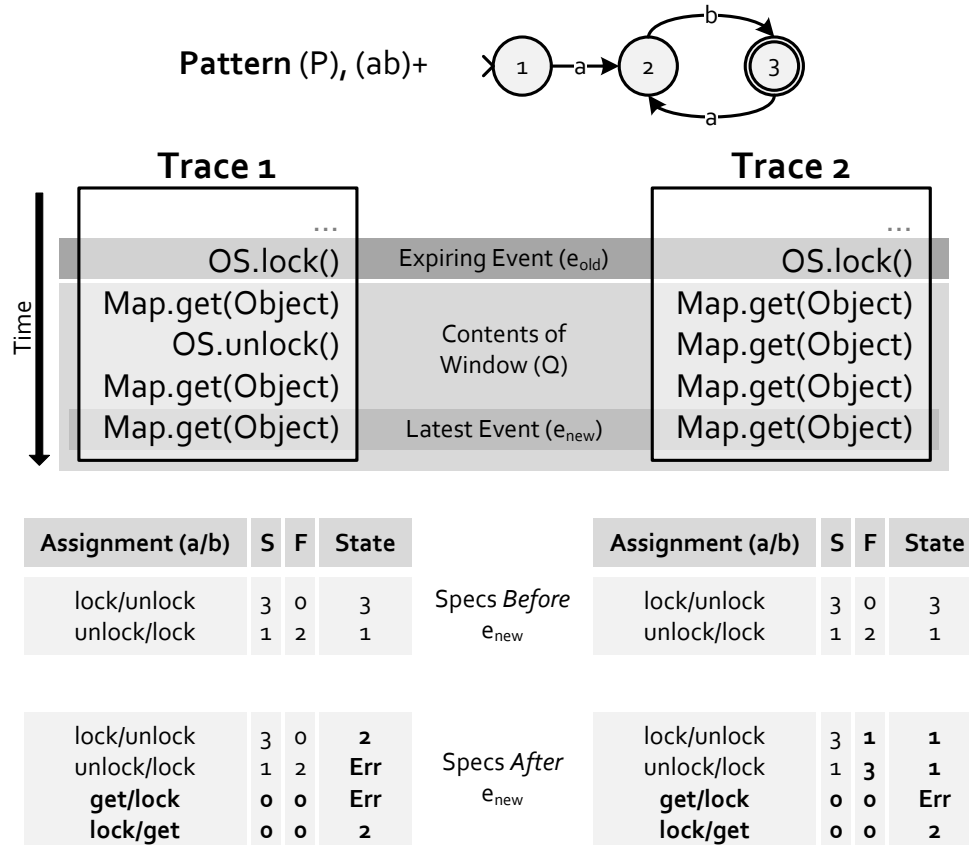 Pattern (P), (ab)+
1 a 2 b 3 a
Trace 1 Trace 2
Time
... ...
OS.lock() Expiring Event (e_old) OS.lock()
Map.get(Object) Map.get(Object)
OS.unlock() Contents of Window (Q) Map.get(Object)
Map.get(Object) Map.get(Object)
Map.get(Object) Latest Event (e_new) Map.get(Object)
Assignment (a/b) S F State
lock/unlock 3 0 3
unlock/lock 1 2 1
Specs Before
e_new
Assignment (a/b) S F State
lock/unlock 3 0 3
unlock/lock 1 2 1
lock/unlock 3 0 2
unlock/lock 1 2 Err
get/lock 0 0 Err
lock/get 0 0 2
Specs After
e_new
lock/unlock 3 1 1
unlock/lock 1 3 1
get/lock 0 0 Err
lock/get 0 0 2